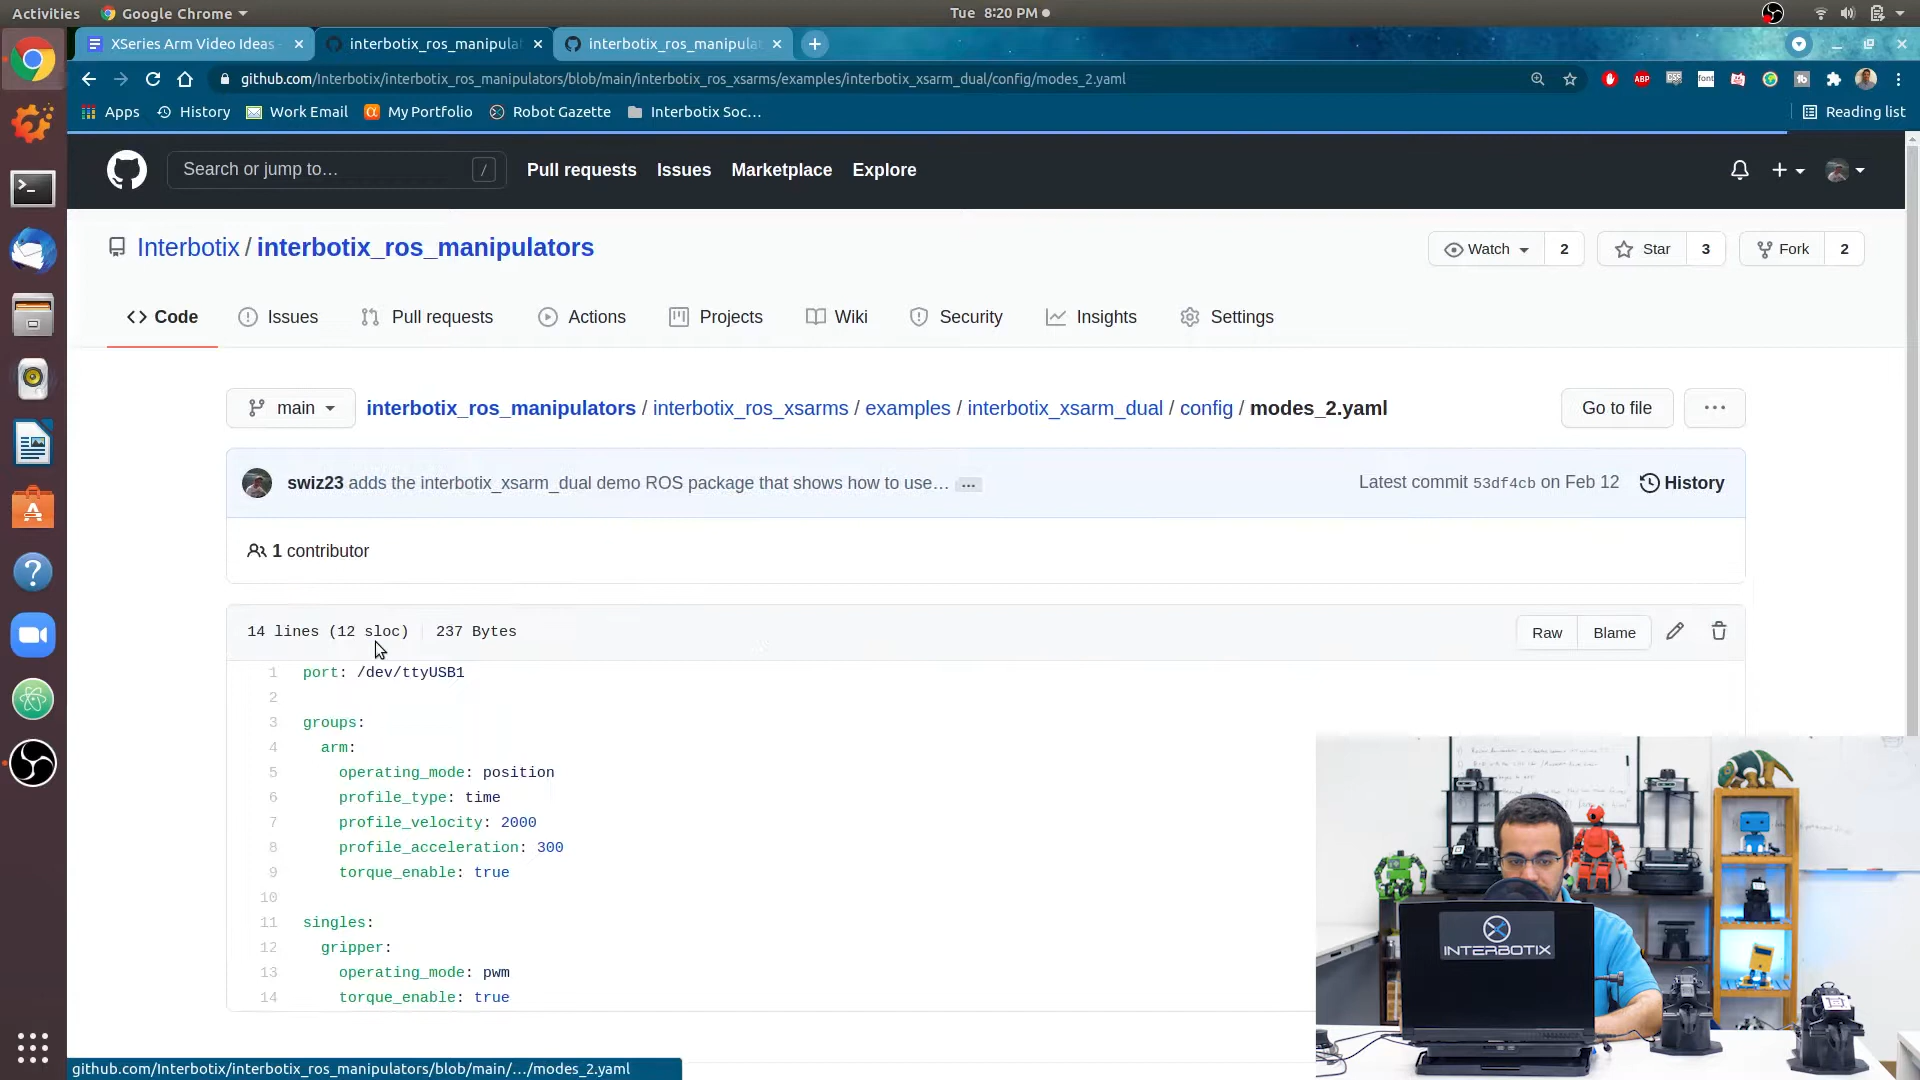 Activities Google Chrome Tue 8:20 PM
XSeries Arm Video Ideas interbotix_ros_manipulat interbotix_ros_manipulat
github.com/Interbotix/interbotix_ros_manipulators/blob/main/interbotix_ros_xsarms/examples/interbotix_xsarm_dual/config/modes_2.yaml
Apps History Work Email My Portfolio Robot Gazette Interbotix Soc… Reading list
Search or jump to… / Pull requests Issues Marketplace Explore
Interbotix / interbotix_ros_manipulators Watch 2 Star 3 Fork 2
Code Issues Pull requests Actions Projects Wiki Security Insights Settings
main interbotix_ros_manipulators / interbotix_ros_xsarms / examples / interbotix_xsarm_dual / config / modes_2.yaml Go to file ...
swiz23 adds the interbotix_xsarm_dual demo ROS package that shows how to use… … Latest commit 53df4cb on Feb 12 History
1 contributor
14 lines (12 sloc) 237 Bytes Raw Blame
1 port: /dev/ttyUSB1
2
3 groups:
4 arm:
5 operating_mode: position
6 profile_type: time
7 profile_velocity: 2000
8 profile_acceleration: 300
9 torque_enable: true
10
11 singles:
12 gripper:
13 operating_mode: pwm
14 torque_enable: true
INTERBOTIX
github.com/Interbotix/interbotix_ros_manipulators/blob/main/…/modes_2.yaml